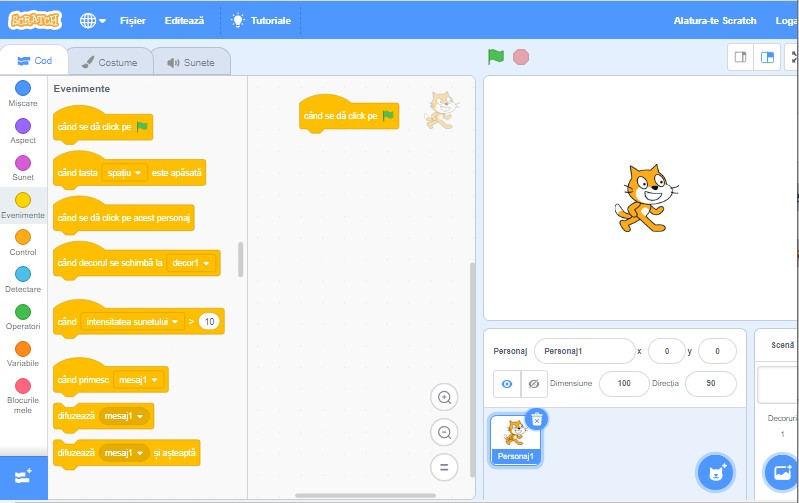 SCRATCH
Fișier
Editează
Tutoriale
Alatura-te Scratch
Loga
Cod
Costume
Sunete
Mișcare
Aspect
Sunet
Evenimente
Control
Detectare
Operatori
Variabile
Blocurile
mele
Evenimente
când se dă click pe
când tasta spațiu este apăsată
când se dă click pe acest personaj
când decorul se schimbă la decor1
când intensitatea sunetului > 10
când primesc mesaj1
difuzează mesaj1
difuzează mesaj1 și așteaptă
când se dă click pe
Personaj Personaj1 x 0 y 0
Dimensiune 100 Direcția 90
Personaj1
Scenă
Decoruri
1